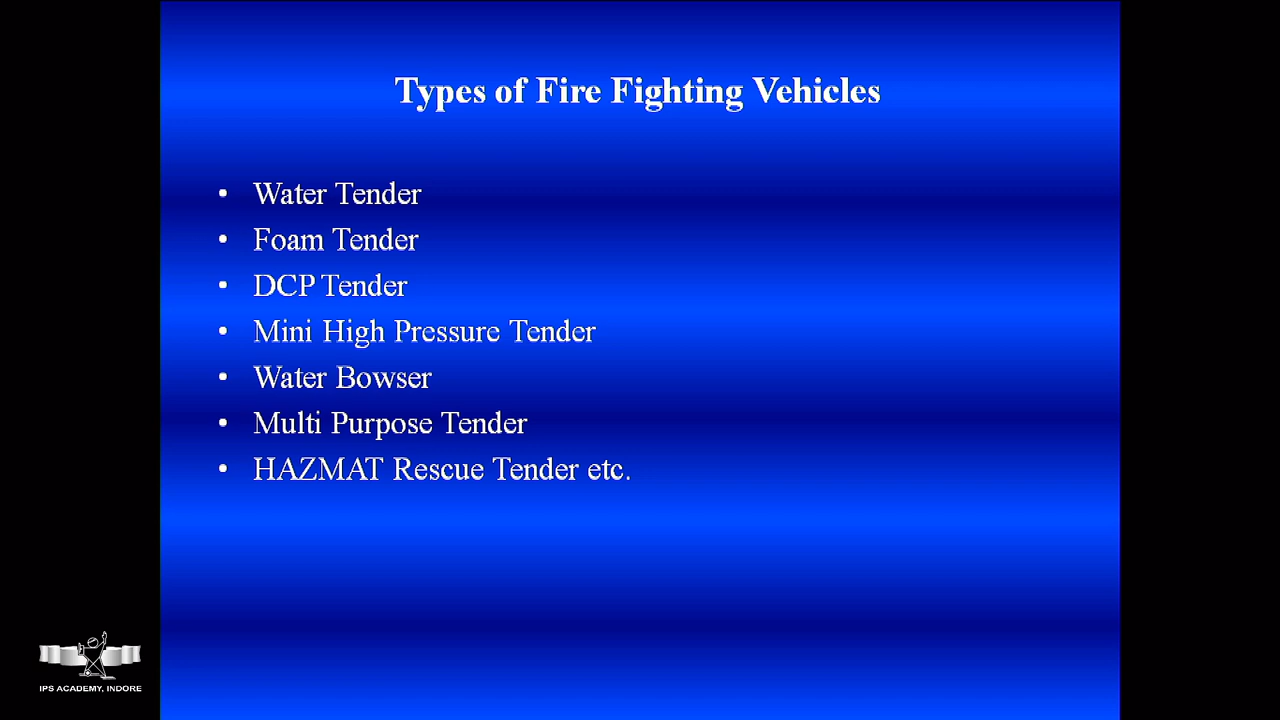 Types of Fire Fighting Vehicles
• Water Tender
• Foam Tender
• DCP Tender
• Mini High Pressure Tender
• Water Bowser
• Multi Purpose Tender
• HAZMAT Rescue Tender etc.
IPS ACADEMY, INDORE